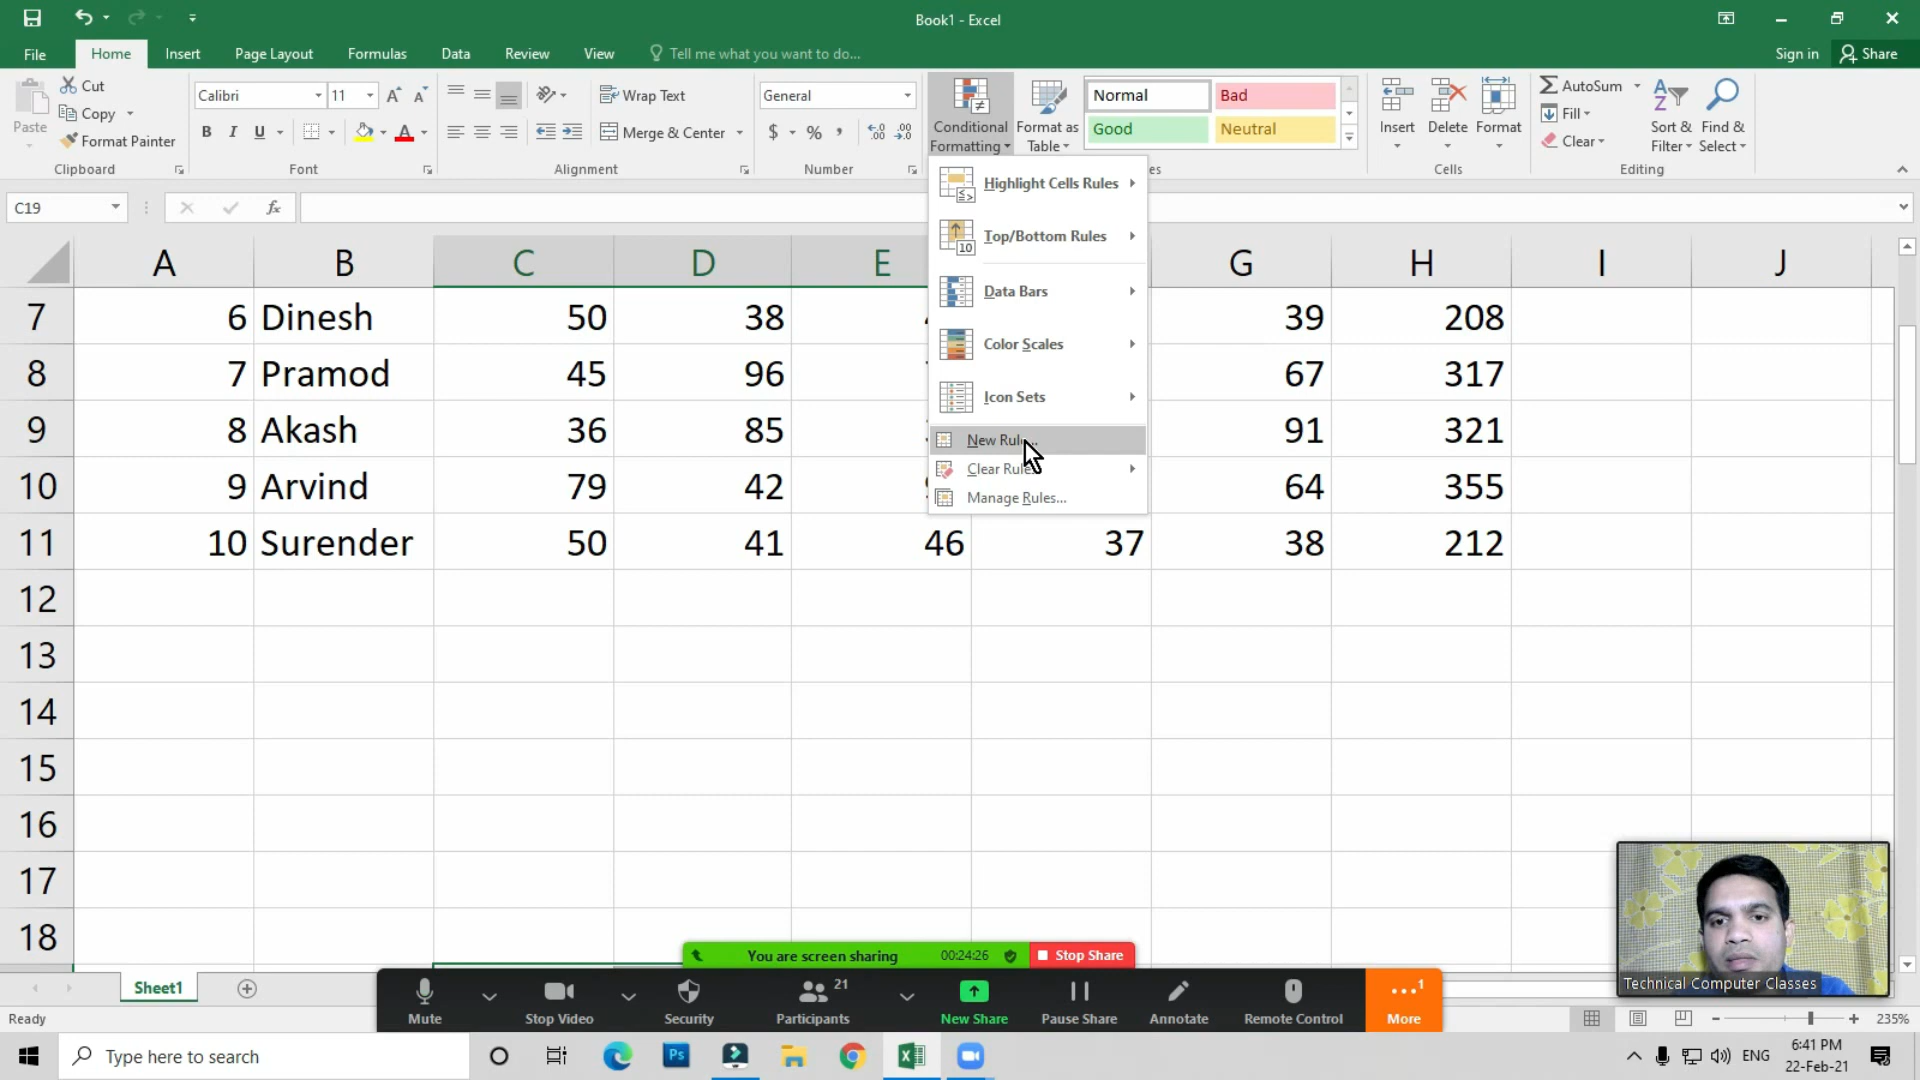 Book1 - Excel
File Home Insert Page Layout Formulas Data Review View Tell me what you want to do... Sign in Share
Paste
Cut
Copy
Format Painter
Clipboard
Calibri 11
B I U
Font
Wrap Text
Merge & Center
Alignment
General
$ % ,
Number
Conditional Formatting
Format as Table
Normal Bad
Good Neutral
Insert Delete Format
Cells
AutoSum
Fill
Clear
Sort & Filter
Find & Select
Editing
C19
fx
Highlight Cells Rules
Top/Bottom Rules
Data Bars
Color Scales
Icon Sets
New
Clear
Manage Rules...
A B C D E G H I J
7 6 Dinesh 50 38 39 208
8 7 Pramod 45 96 67 317
9 8 Akash 36 85 91 321
10 9 Arvind 79 42 64 355
11 10 Surender 50 41 46 37 38 212
12
13
14
15
16
17
18
Technical Computer Classes
You are screen sharing 00:24:26 Stop Share
Sheet1
Mute Stop Video Security Participants 21 New Share Pause Share Annotate Remote Control More 1
Ready
235%
Type here to search
Ps
ENG
6:41 PM
22-Feb-21